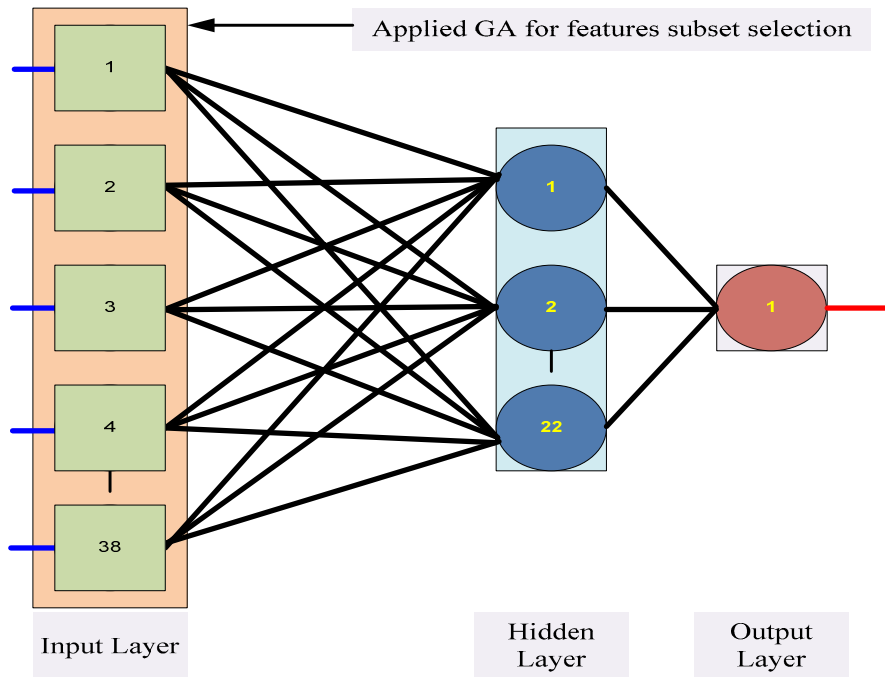 Applied GA for features subset selection
1
2
3
4
38
1
2
22
1
Input Layer
Hidden
Layer
Output
Layer